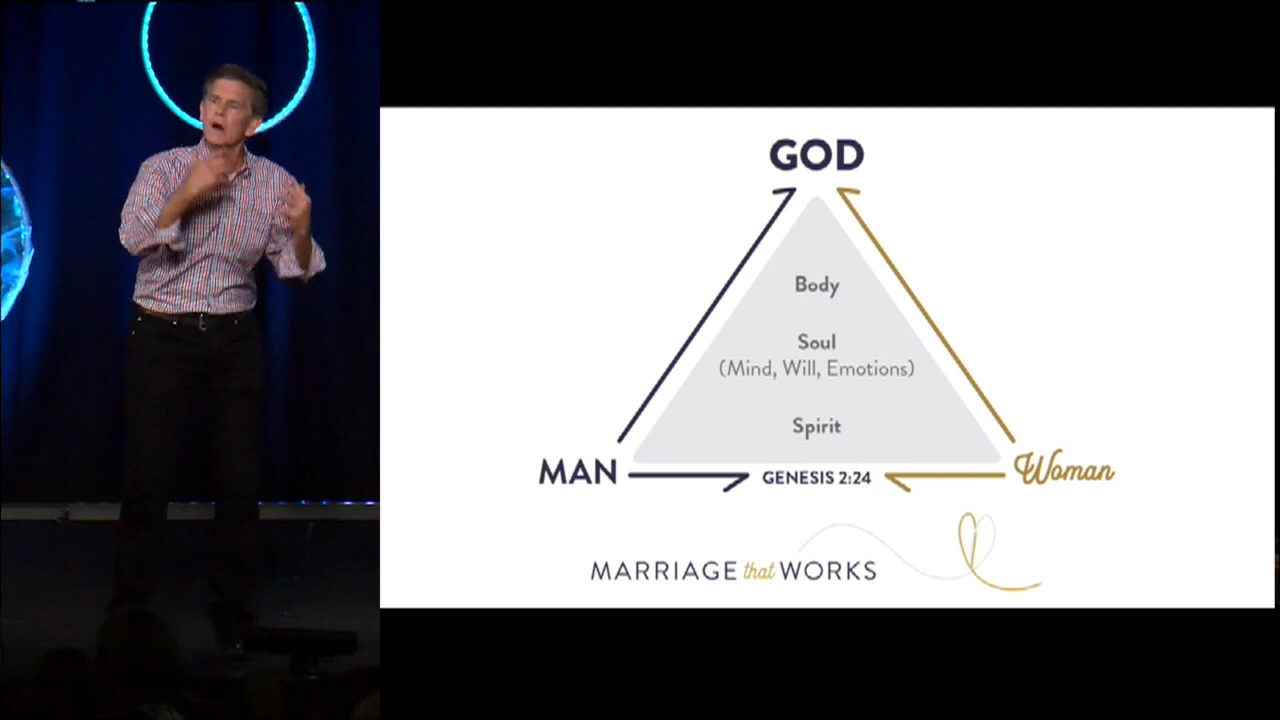 GOD
Body
Soul
(Mind, Will, Emotions)
Spirit
MAN
GENESIS 2:24
Woman
MARRIAGE that WORKS